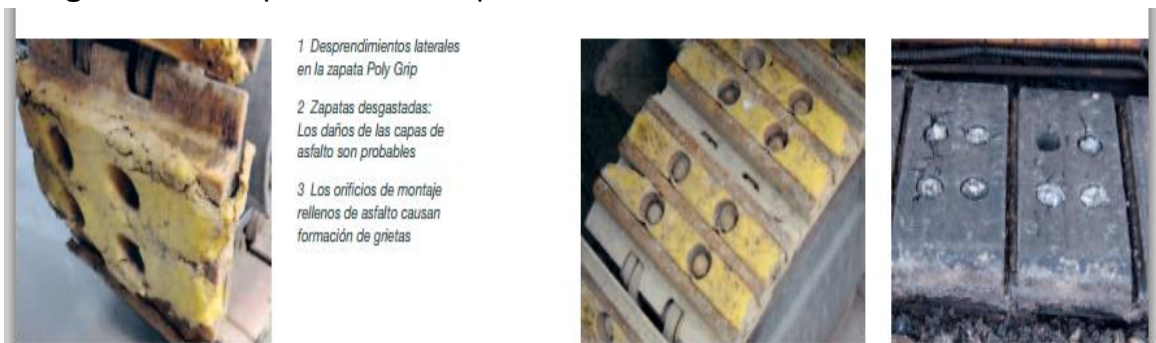 1 Desprendimientos laterales
en la zapata Poly Grip
2 Zapatas desgastadas:
Los daños de las capas de
asfalto son probables
3 Los orificios de montaje
rellenos de asfalto causan
formación de grietas